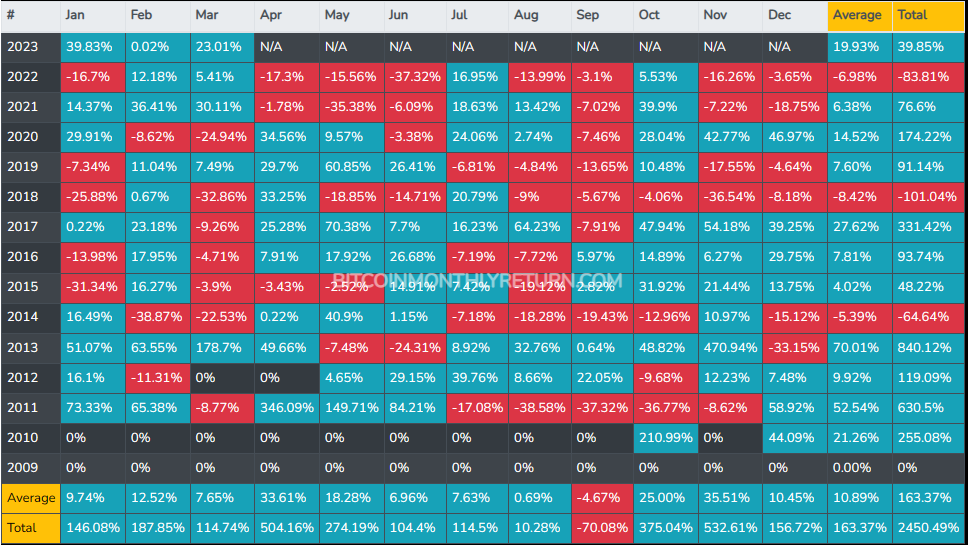 # Jan Feb Mar Apr May Jun Jul Aug Sep Oct Nov Dec Average Total
2023 39.83% 0.02% 23.01% N/A N/A N/A N/A N/A N/A N/A N/A N/A 19.93% 39.85%
2022 -16.7% 12.18% 5.41% -17.3% -15.56% -37.32% 16.95% -13.99% -3.1% 5.53% -16.26% -3.65% -6.98% -83.81%
2021 14.37% 36.41% 30.11% -1.78% -35.38% -6.09% 18.63% 13.42% -7.02% 39.9% -7.22% -18.75% 6.38% 76.6%
2020 29.91% -8.62% -24.94% 34.56% 9.57% -3.38% 24.06% 2.74% -7.46% 28.04% 42.77% 46.97% 14.52% 174.22%
2019 -7.34% 11.04% 7.49% 29.7% 60.85% 26.41% -6.81% -4.84% -13.65% 10.48% -17.55% -4.64% 7.60% 91.14%
2018 -25.88% 0.67% -32.86% 33.25% -18.85% -14.71% 20.79% -9% -5.67% -4.06% -36.54% -8.18% -8.42% -101.04%
2017 0.22% 23.18% -9.26% 25.28% 70.38% 7.7% 16.23% 64.23% -7.91% 47.94% 54.18% 39.25% 27.62% 331.42%
2016 -13.98% 17.95% -4.71% 7.91% 17.92% 26.68% -7.19% -7.72% 5.97% 14.89% 6.27% 29.75% 7.81% 93.74%
BITCOINMONTHLYRETURN.COM
2015 -31.34% 16.27% -3.9% -3.43% -2.52% 14.91% 7.42% -19.12% 2.82% 31.92% 21.44% 13.75% 4.02% 48.22%
2014 16.49% -38.87% -22.53% 0.22% 40.9% 1.15% -7.18% -18.28% -19.43% -12.96% 10.97% -15.12% -5.39% -64.64%
2013 51.07% 63.55% 178.7% 49.66% -7.48% -24.31% 8.92% 32.76% 0.64% 48.82% 470.94% -33.15% 70.01% 840.12%
2012 16.1% -11.31% 0% 0% 4.65% 29.15% 39.76% 8.66% 22.05% -9.68% 12.23% 7.48% 9.92% 119.09%
2011 73.33% 65.38% -8.77% 346.09% 149.71% 84.21% -17.08% -38.58% -37.32% -36.77% -8.62% 58.92% 52.54% 630.5%
2010 0% 0% 0% 0% 0% 0% 0% 0% 0% 210.99% 0% 44.09% 21.26% 255.08%
2009 0% 0% 0% 0% 0% 0% 0% 0% 0% 0% 0% 0% 0.00% 0%
Average 9.74% 12.52% 7.65% 33.61% 18.28% 6.96% 7.63% 0.69% -4.67% 25.00% 35.51% 10.45% 10.89% 163.37%
Total 146.08% 187.85% 114.74% 504.16% 274.19% 104.4% 114.5% 10.28% -70.08% 375.04% 532.61% 156.72% 163.37% 2450.49%